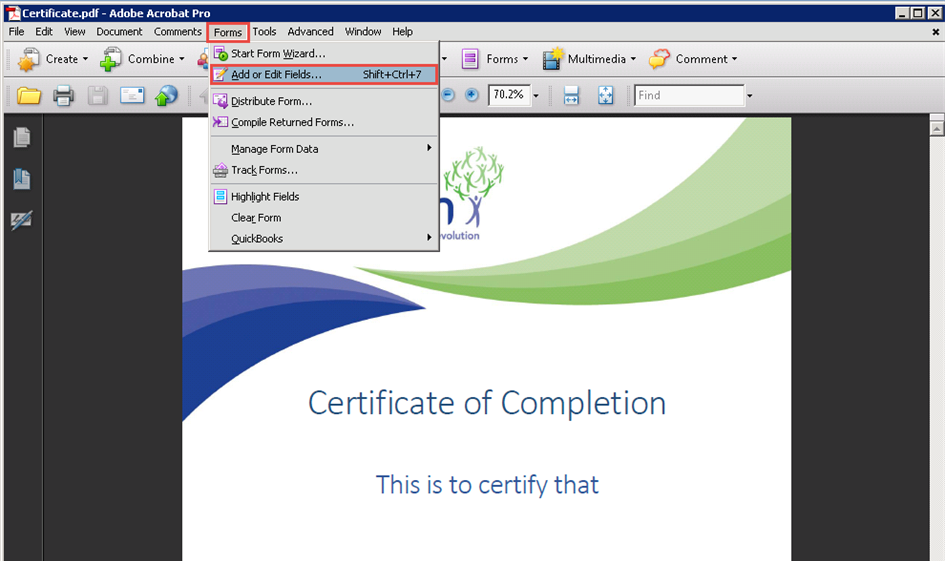 Certificate.pdf - Adobe Acrobat Pro
File Edit View Document Comments Forms Tools Advanced Window Help
Create Combine Forms Multimedia Comment
70.2% Find
Start Form Wizard...
Add or Edit Fields... Shift+Ctrl+7
Distribute Form...
Compile Returned Forms...
Manage Form Data
Track Forms...
Highlight Fields
Clear Form
QuickBooks
Certificate of Completion
This is to certify that